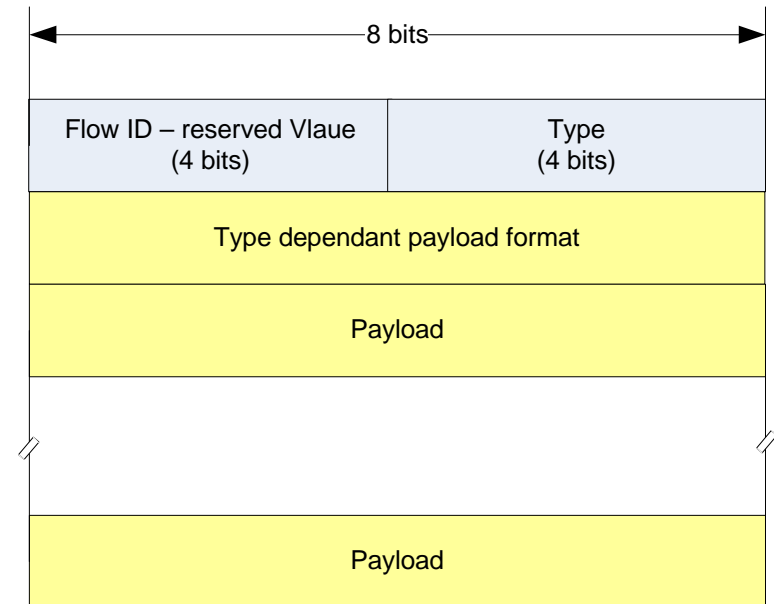 8 bits
Flow ID – reserved Vlaue
(4 bits)
Type
(4 bits)
Type dependant payload format
Payload
Payload